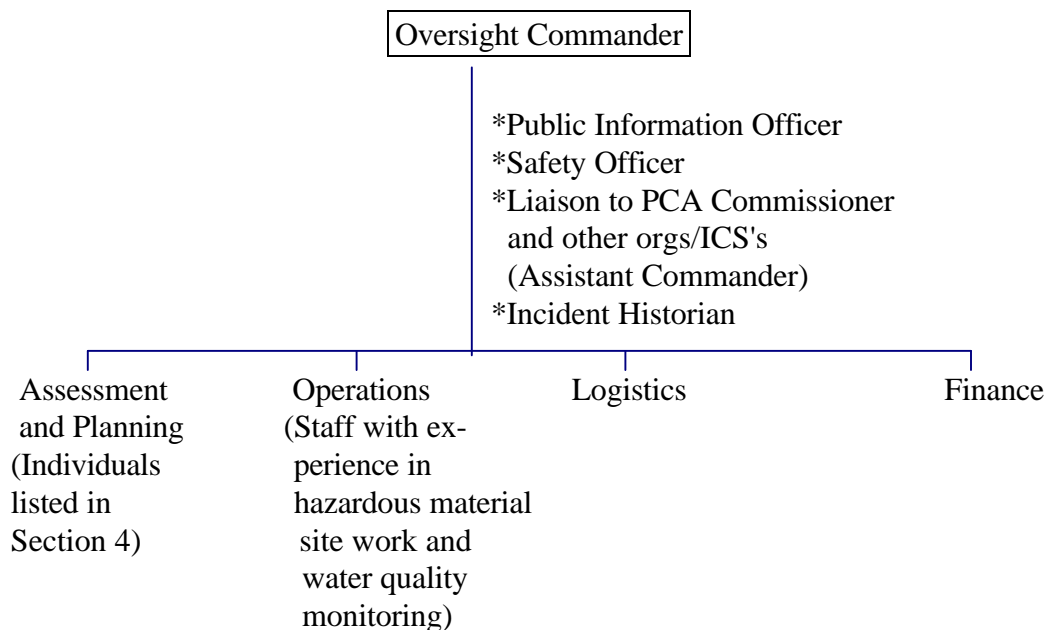 Oversight Commander
*Public Information Officer
*Safety Officer
*Liaison to PCA Commissioner
and other orgs/ICS's
(Assistant Commander)
*Incident Historian
Assessment
and Planning
(Individuals
listed in
Section 4)
Operations
(Staff with ex-
perience in
hazardous material
site work and
water quality
monitoring)
Logistics
Finance